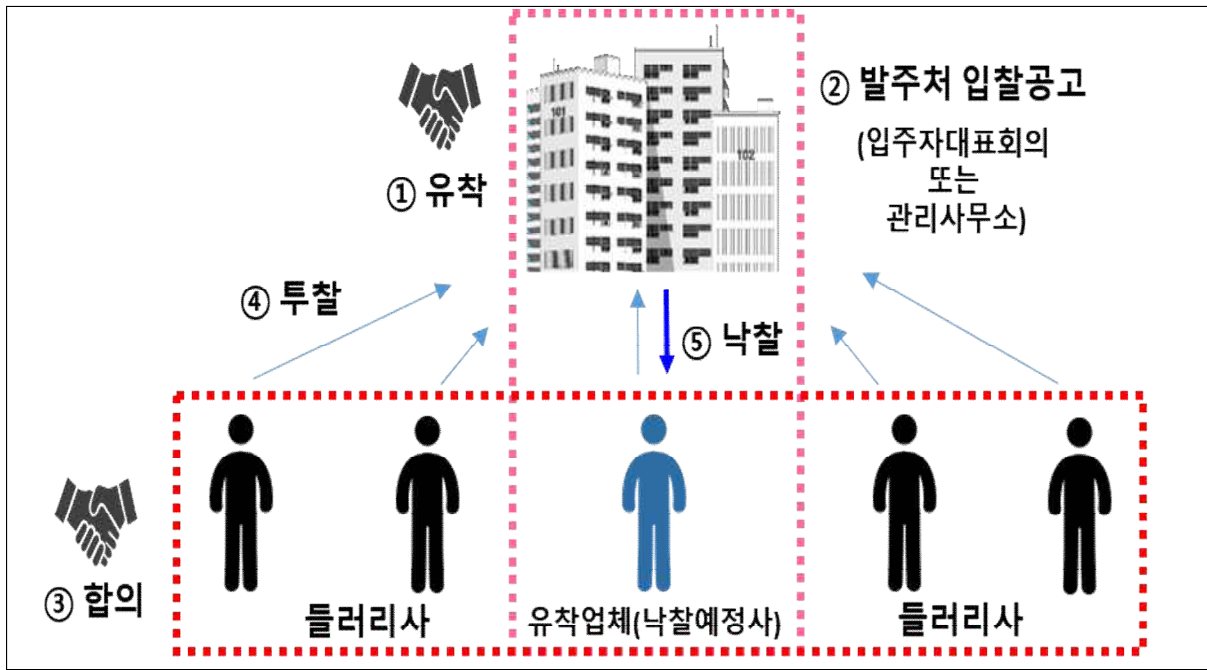 ① 유착
② 발주처 입찰공고
(입주자대표회의
또는
관리사무소)
101
102
④ 투찰
⑤ 낙찰
③ 합의
들러리사
유착업체(낙찰예정사)
들러리사